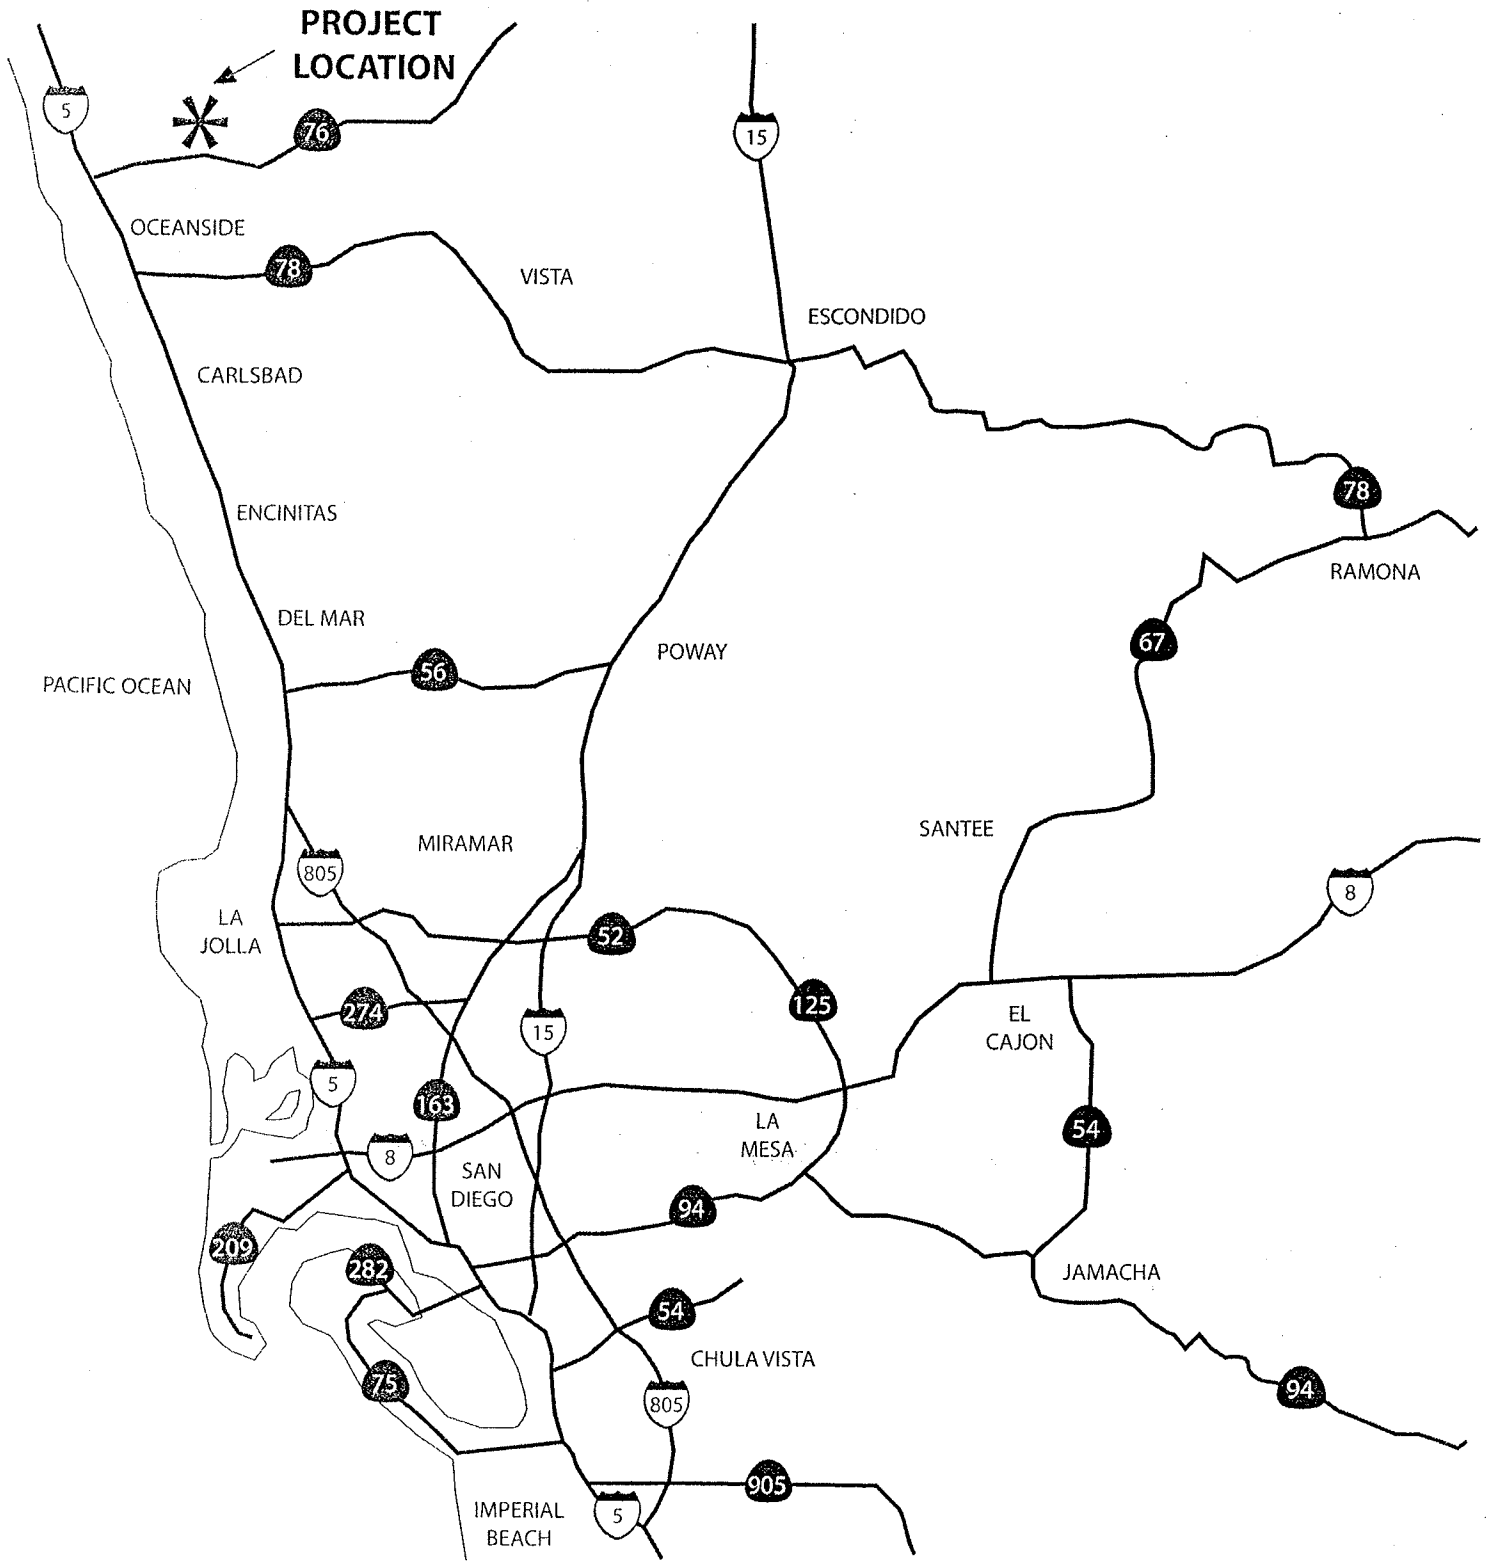 PROJECT
LOCATION
5
76
15
OCEANSIDE
78
VISTA
ESCONDIDO
CARLSBAD
78
ENCINITAS
RAMONA
DEL MAR
67
POWAY
56
PACIFIC OCEAN
SANTEE
MIRAMAR
805
8
LA
JOLLA
52
125
274
EL
CAJON
15
5
163
LA
MESA
54
8
SAN
DIEGO
94
209
282
JAMACHA
54
CHULA VISTA
75
94
805
905
IMPERIAL
BEACH
5